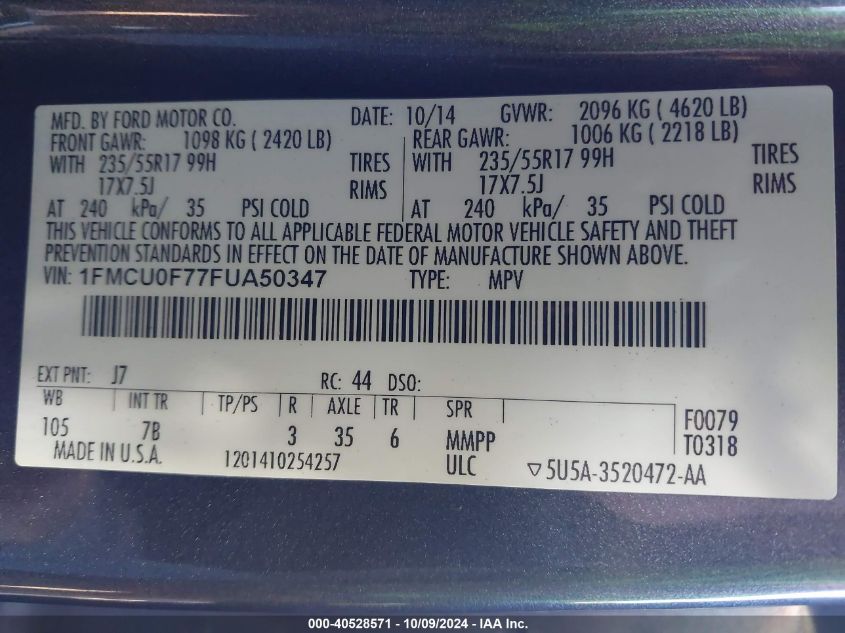 MFD. BY FORD MOTOR CO. DATE: 10/14 GVWR: 2096 KG ( 4620 LB)
FRONT GAWR: 1098 KG ( 2420 LB) REAR GAWR: 1006 KG ( 2218 LB)
WITH 235/55R17 99H TIRES WITH 235/55R17 99H TIRES
17X7.5J RIMS 17X7.5J RIMS
AT 240 kPa/ 35 PSI COLD AT 240 kPa/ 35 PSI COLD
THIS VEHICLE CONFORMS TO ALL APPLICABLE FEDERAL MOTOR VEHICLE SAFETY AND THEFT
PREVENTION STANDARDS IN EFFECT ON THE DATE OF MANUFACTURE SHOWN ABOVE.
VIN: 1FMCU0F77FUA50347 TYPE: MPV
EXT PNT: J7 RC: 44 DSO:
WB INT TR TP/PS R AXLE TR SPR
105 7B 3 35 6 MMPP F0079
MADE IN U.S.A. 1201410254257 ULC T0318
▽5U5A-3520472-AA
000-40528571 - 10/09/2024 - IAA Inc.